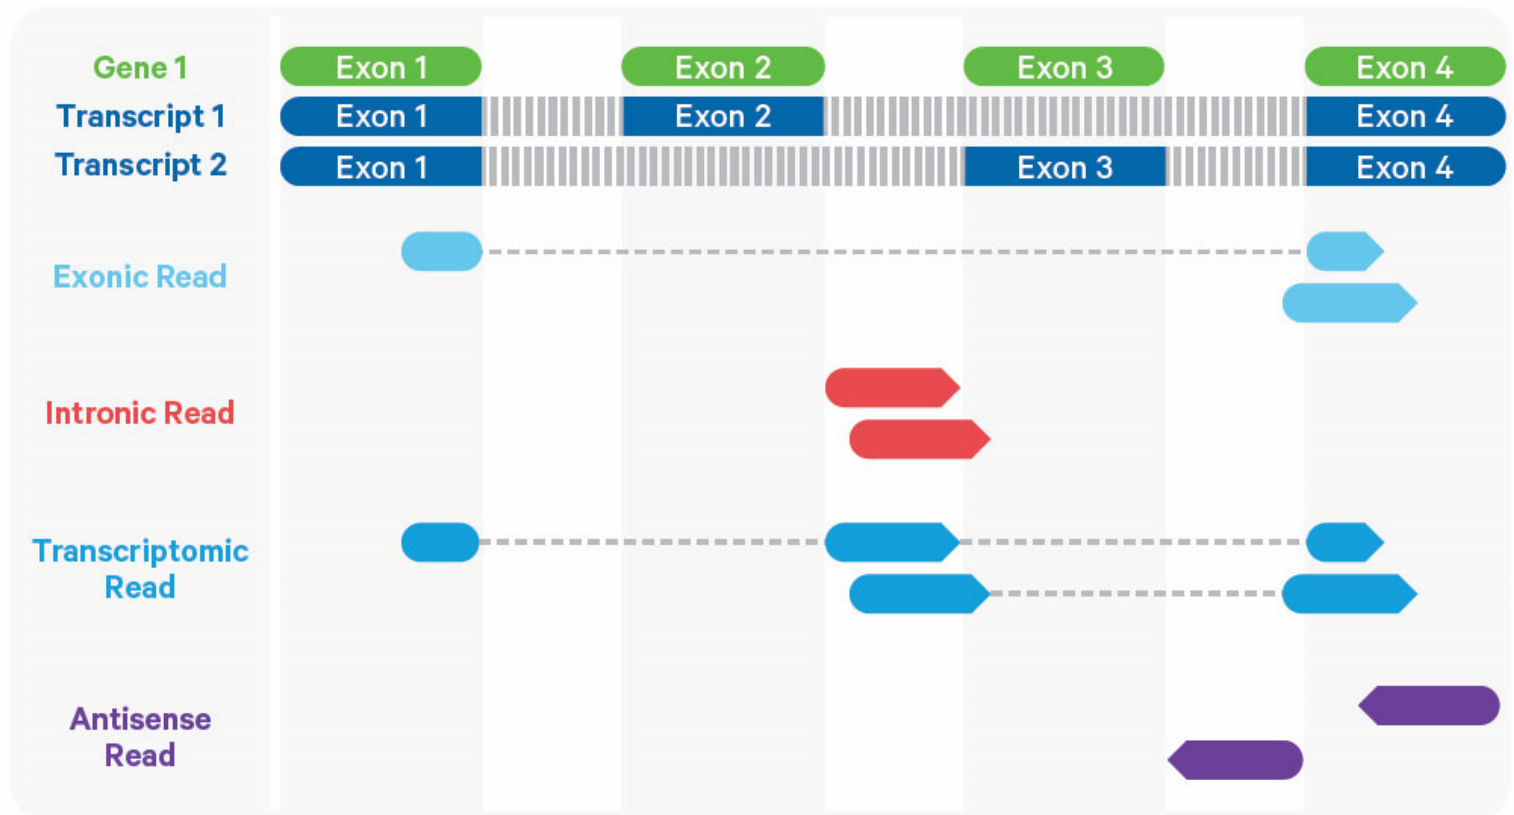 Gene 1 Exon 1 Exon 2 Exon 3 Exon 4
Transcript 1 Exon 1 Exon 2 Exon 4
Transcript 2 Exon 1 Exon 3 Exon 4
Exonic Read
Intronic Read
Transcriptomic
Read
Antisense
Read